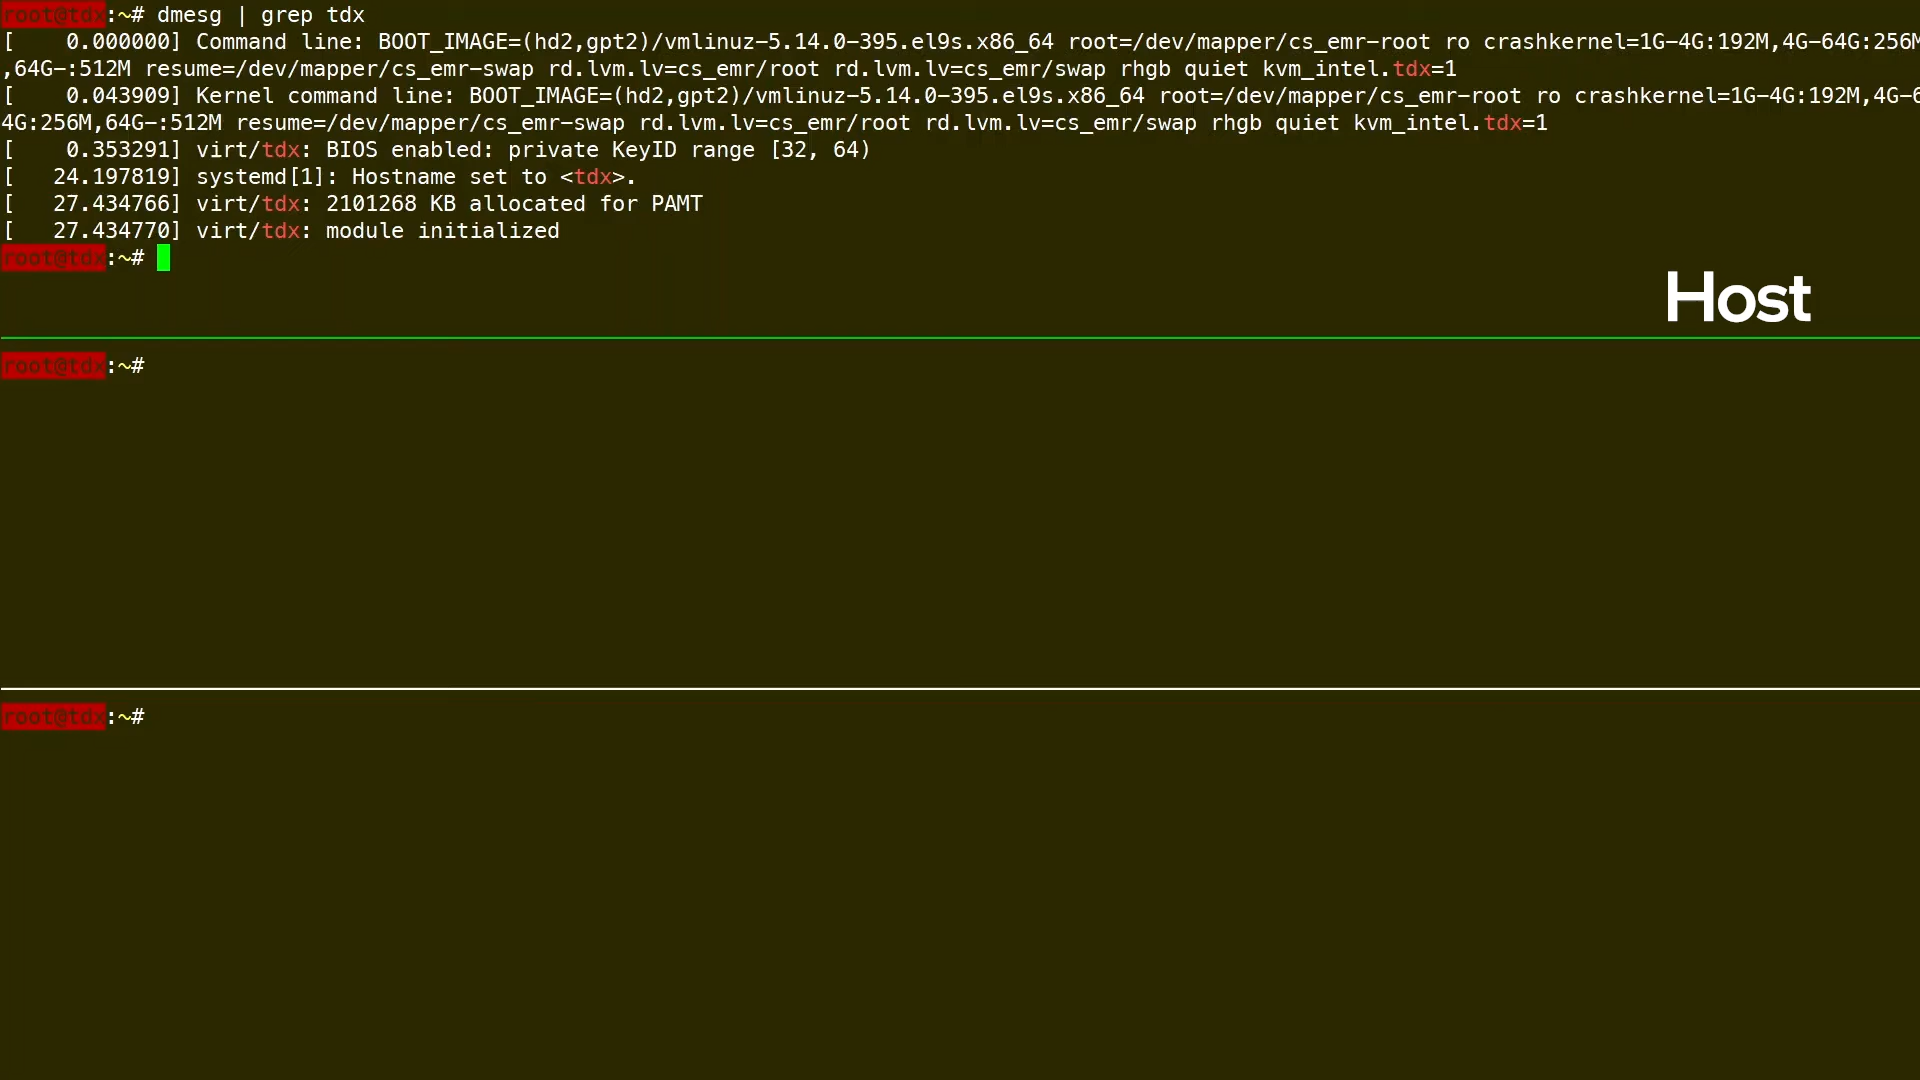 root@tdx:~# dmesg | grep tdx
[    0.000000] Command line: BOOT_IMAGE=(hd2,gpt2)/vmlinuz-5.14.0-395.el9s.x86_64 root=/dev/mapper/cs_emr-root ro crashkernel=1G-4G:192M,4G-64G:256M
,64G-:512M resume=/dev/mapper/cs_emr-swap rd.lvm.lv=cs_emr/root rd.lvm.lv=cs_emr/swap rhgb quiet kvm_intel.tdx=1
[    0.043909] Kernel command line: BOOT_IMAGE=(hd2,gpt2)/vmlinuz-5.14.0-395.el9s.x86_64 root=/dev/mapper/cs_emr-root ro crashkernel=1G-4G:192M,4G-6
4G:256M,64G-:512M resume=/dev/mapper/cs_emr-swap rd.lvm.lv=cs_emr/root rd.lvm.lv=cs_emr/swap rhgb quiet kvm_intel.tdx=1
[    0.353291] virt/tdx: BIOS enabled: private KeyID range [32, 64)
[   24.197819] systemd[1]: Hostname set to <tdx>.
[   27.434766] virt/tdx: 2101268 KB allocated for PAMT
[   27.434770] virt/tdx: module initialized
root@tdx:~#
Host
root@tdx:~#
root@tdx:~#